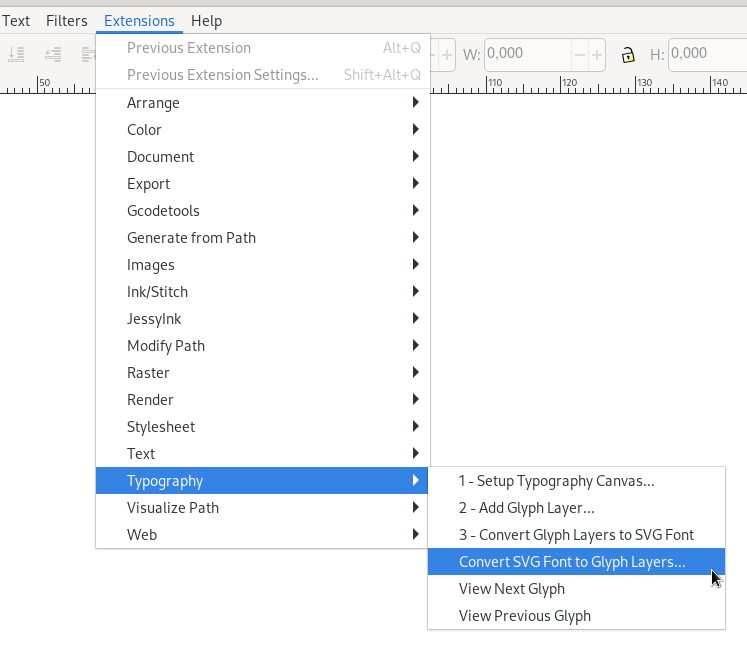 Text Filters Extensions Help
Previous Extension Alt+Q
Previous Extension Settings... Shift+Alt+Q
W: 0,000 H: 0,000
50 110 120 130 140
Arrange
Color
Document
Export
Gcodetools
Generate from Path
Images
Ink/Stitch
JessyInk
Modify Path
Raster
Render
Stylesheet
Text
Typography
Visualize Path
Web
1 - Setup Typography Canvas...
2 - Add Glyph Layer...
3 - Convert Glyph Layers to SVG Font
Convert SVG Font to Glyph Layers...
View Next Glyph
View Previous Glyph